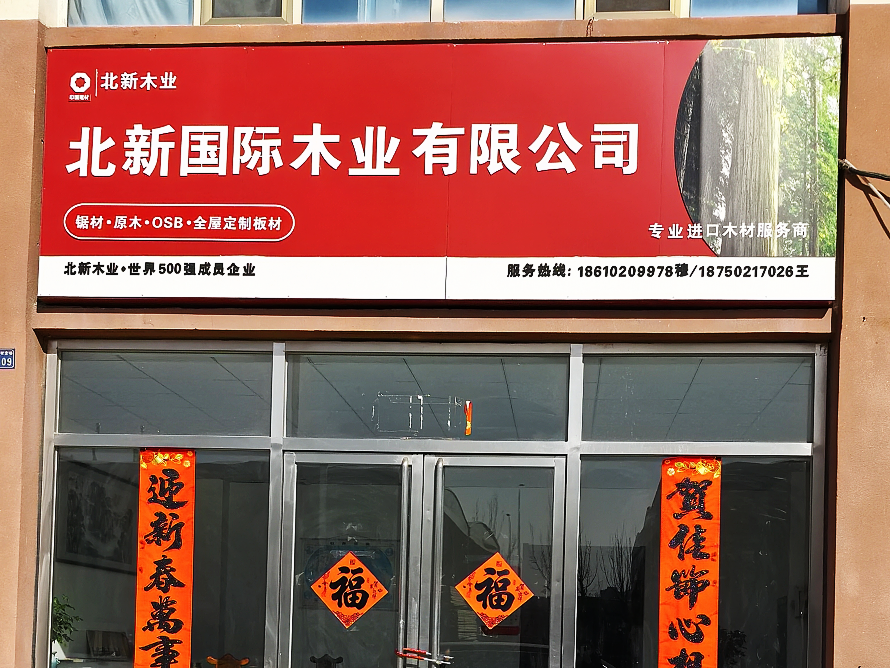 北新木业
北新国际木业有限公司
锯材·原木·OSB·全屋定制板材
专业进口木材服务商
北新木业·世界500强成员企业
服务热线：18610209978穆/18750217026王
09
迎新春萬事
賀佳節心想
福
福